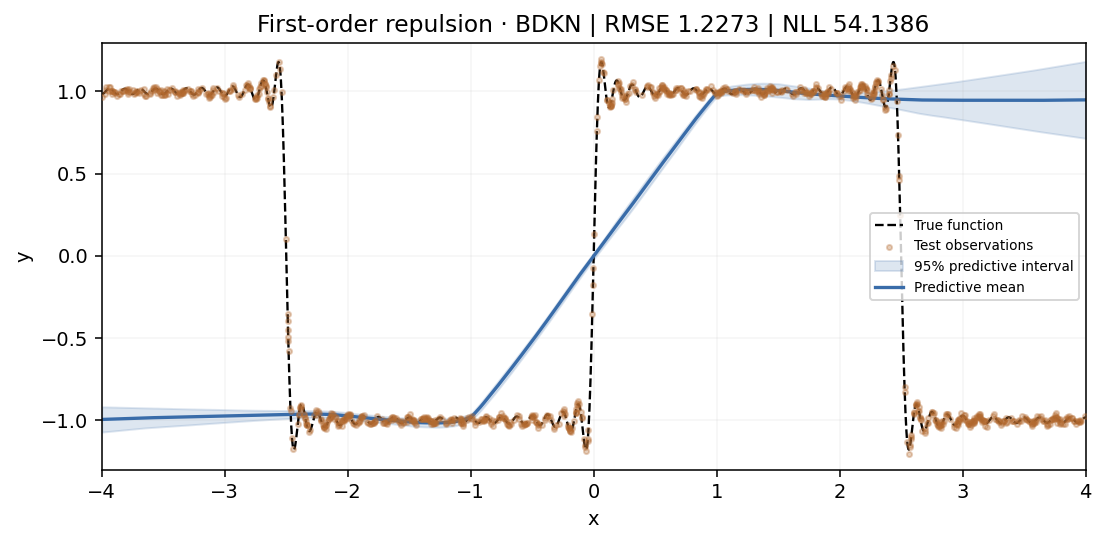 First-order repulsion · BDKN | RMSE 1.2273 | NLL 54.1386
y
1.0
0.5
0.0
−0.5
−1.0
True function
Test observations
95% predictive interval
Predictive mean
−4 −3 −2 −1 0 1 2 3 4
x